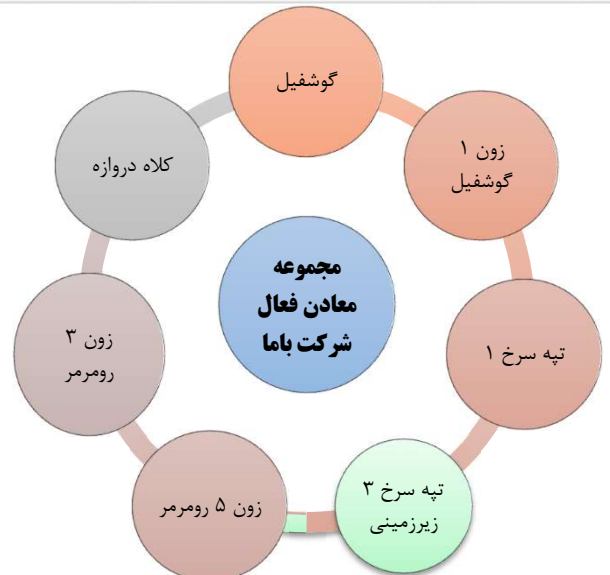 گوشفیل
زون ۱
گوشفیل
تپه سرخ ۱
تپه سرخ ۳
زیرزمینی
زون ۵ رومرمر
زون ۳
رومرمر
کلاه دروازه
مجموعه
معادن فعال
شرکت باما